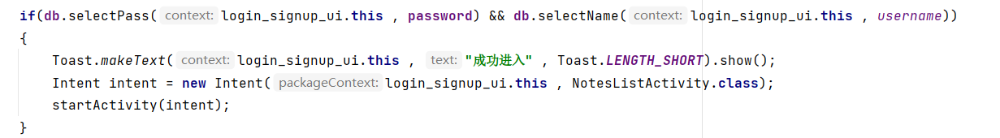 if(db.selectPass( context: login_signup_ui.this , password) && db.selectName( context: login_signup_ui.this , username))
{
Toast.makeText( context: login_signup_ui.this , text: "成功进入" , Toast.LENGTH_SHORT).show();
Intent intent = new Intent( packageContext: login_signup_ui.this , NotesListActivity.class);
startActivity(intent);
}